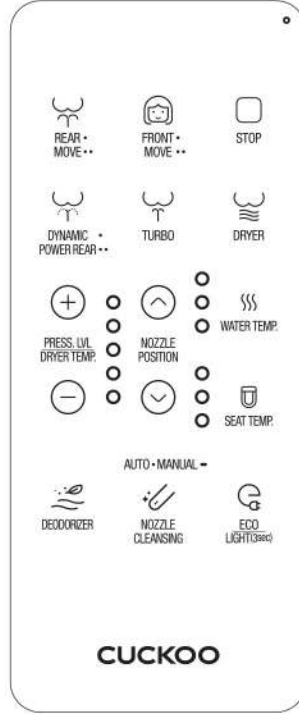 REAR •
MOVE ••
FRONT •
MOVE ••
STOP
DYNAMIC •
POWER REAR ••
TURBO
DRYER
PRESS. LVL
DRYER TEMP.
NOZZLE
POSITION
WATER TEMP.
SEAT TEMP.
AUTO • MANUAL -
DEODORIZER
NOZZLE
CLEANSING
ECO
LIGHT(3sec)
CUCKOO